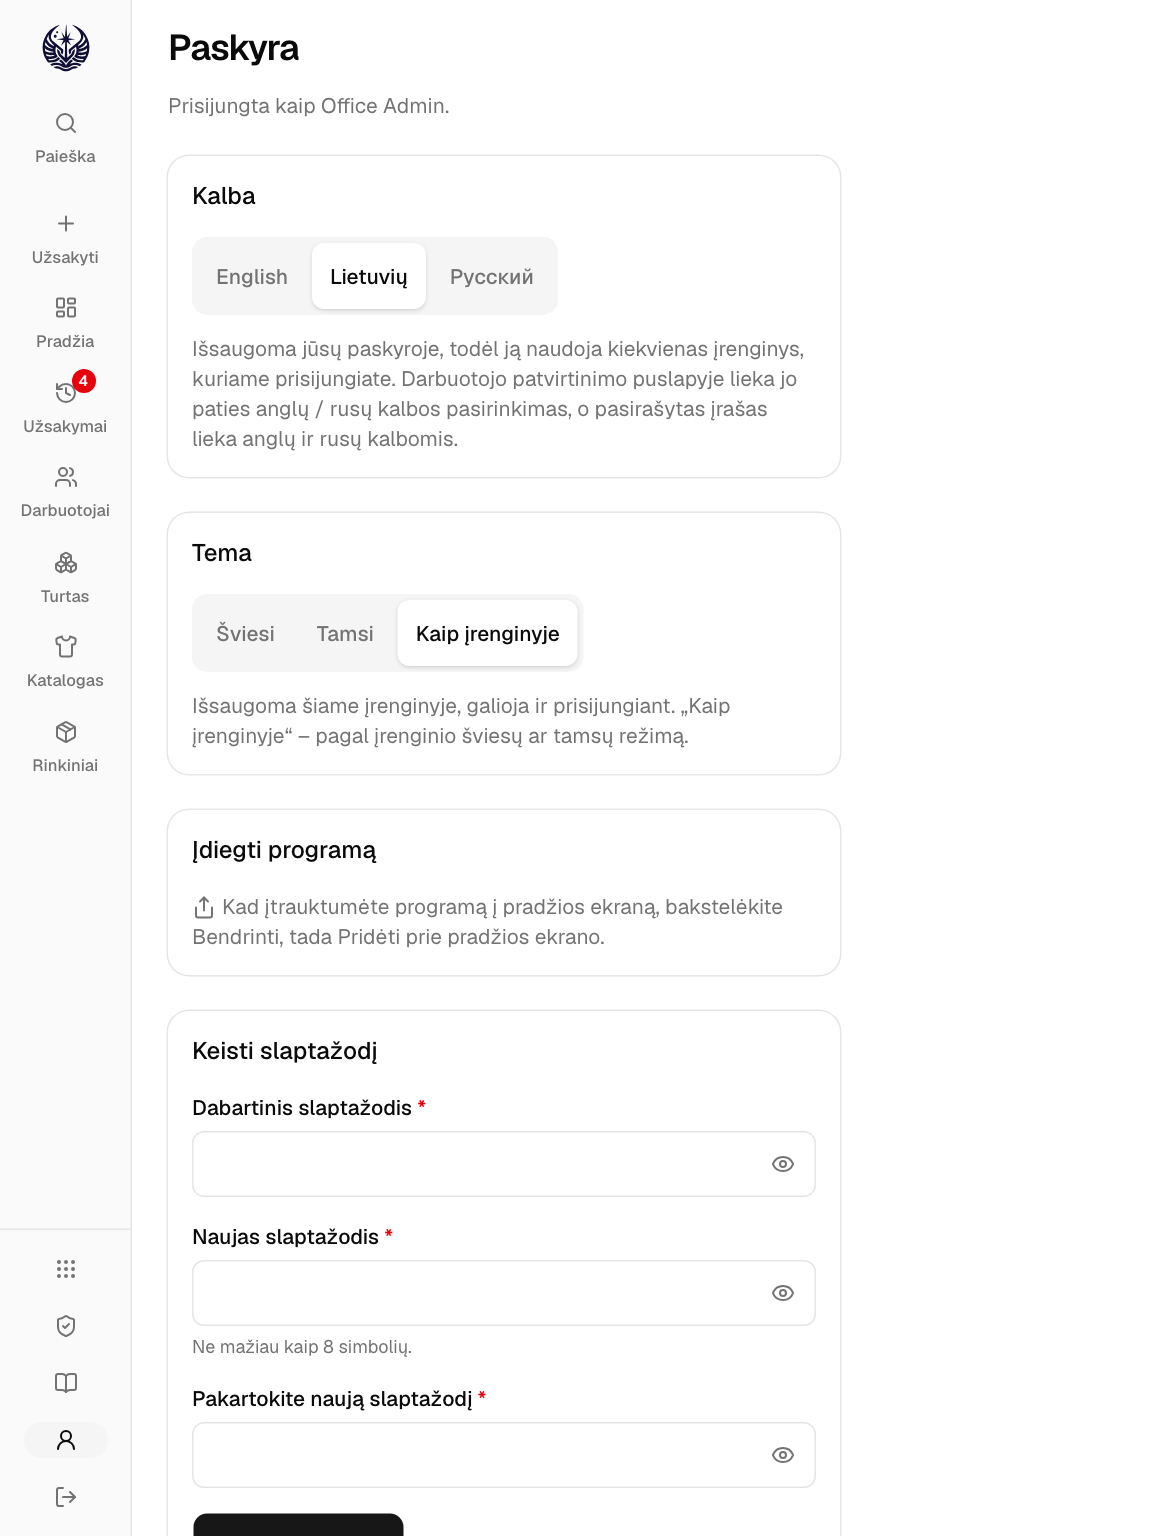 Paskyra
Prisijungta kaip Office Admin.
Paieška
Užsakyti
Pradžia
4
Užsakymai
Darbuotojai
Turtas
Katalogas
Rinkiniai
Kalba
English
Lietuvių
Русский
Išsaugoma jūsų paskyroje, todėl ją naudoja kiekvienas įrenginys,
kuriame prisijungiate. Darbuotojo patvirtinimo puslapyje lieka jo
paties anglų / rusų kalbos pasirinkimas, o pasirašytas įrašas
lieka anglų ir rusų kalbomis.
Tema
Šviesi
Tamsi
Kaip įrenginyje
Išsaugoma šiame įrenginyje, galioja ir prisijungiant. „Kaip
įrenginyje“ – pagal įrenginio šviesų ar tamsų režimą.
Įdiegti programą
Kad įtrauktumėte programą į pradžios ekraną, bakstelėkite
Bendrinti, tada Pridėti prie pradžios ekrano.
Keisti slaptažodį
Dabartinis slaptažodis *
Naujas slaptažodis *
Ne mažiau kaip 8 simbolių.
Pakartokite naują slaptažodį *